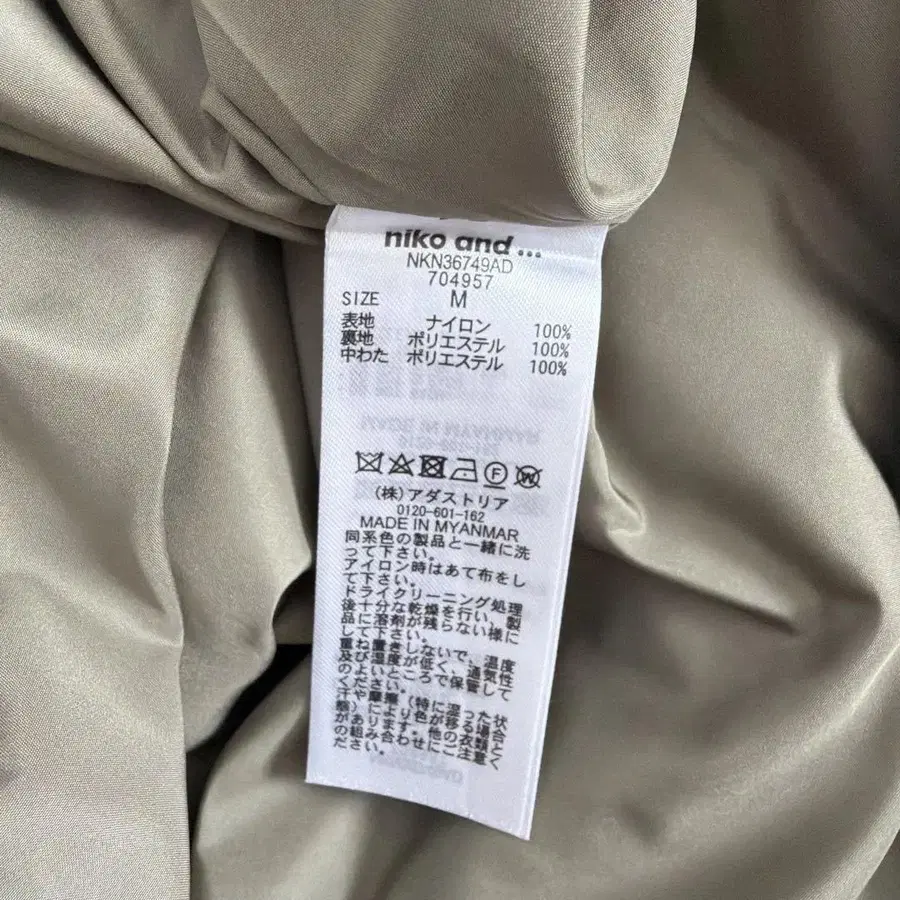 niko and ...
NKN36749AD
704957
SIZE M
表地 ナイロン 100%
裏地 ポリエステル 100%
中わた ポリエステル 100%
F W
(株)アダストリア
0120-601-162
MADE IN MYANMAR
同系色の製品と一緒に洗
って下さい。
アイロン時はあて布をし
て下さい。
ドライクリーニング処理
後十分な乾燥を行い、製
品に溶剤が残らない様に
して下さい。
重ね置きしないで、温度
及び湿度が低く、通気性
のよいところで保管して
ください。
汗や摩擦(特に湿った状
態)により色が移る場合と
があります。他の衣類と
の組み合わせにご注意く
ださい。